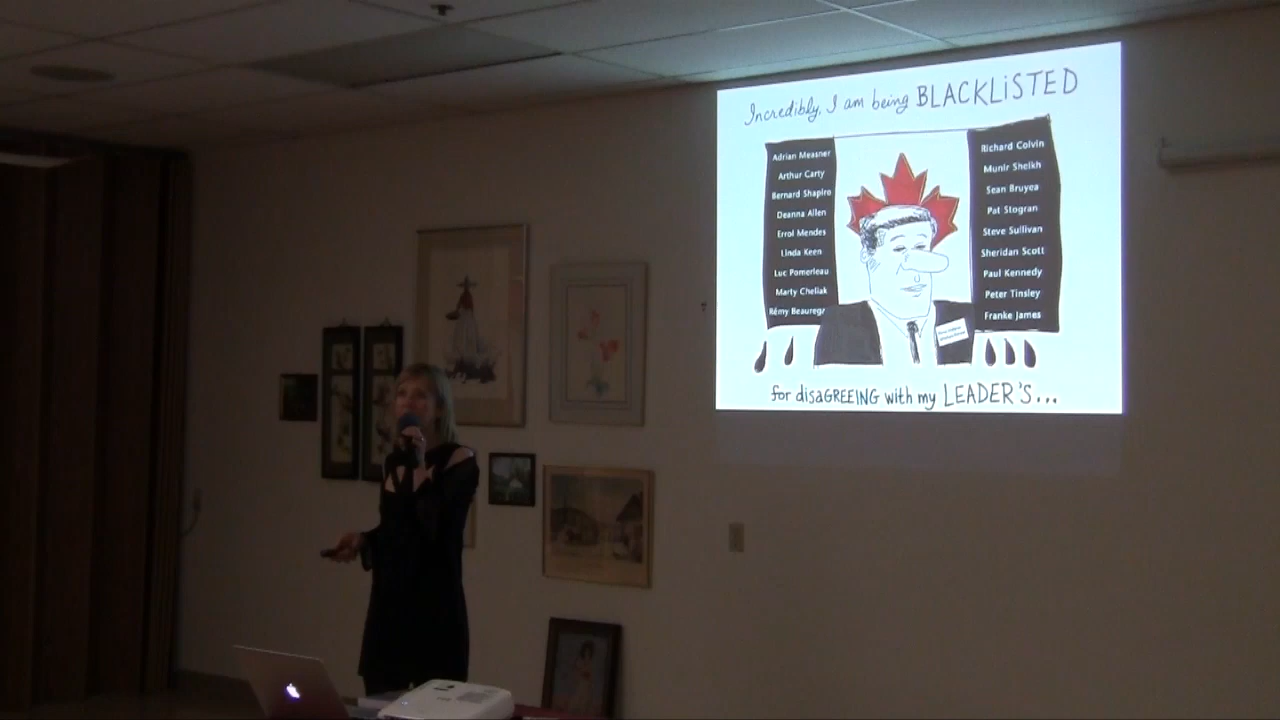 Incredibly, I am being BLACKLISTED
Adrian Measner
Arthur Carty
Bernard Shapiro
Deanna Allen
Errol Mendes
Linda Keen
Luc Pomerleau
Marty Cheliak
Rémy Beauregr
Richard Colvin
Munir Sheikh
Sean Bruyea
Pat Stogran
Steve Sullivan
Sheridan Scott
Paul Kennedy
Peter Tinsley
Franke James
for disAGREEING with my LEADER'S...